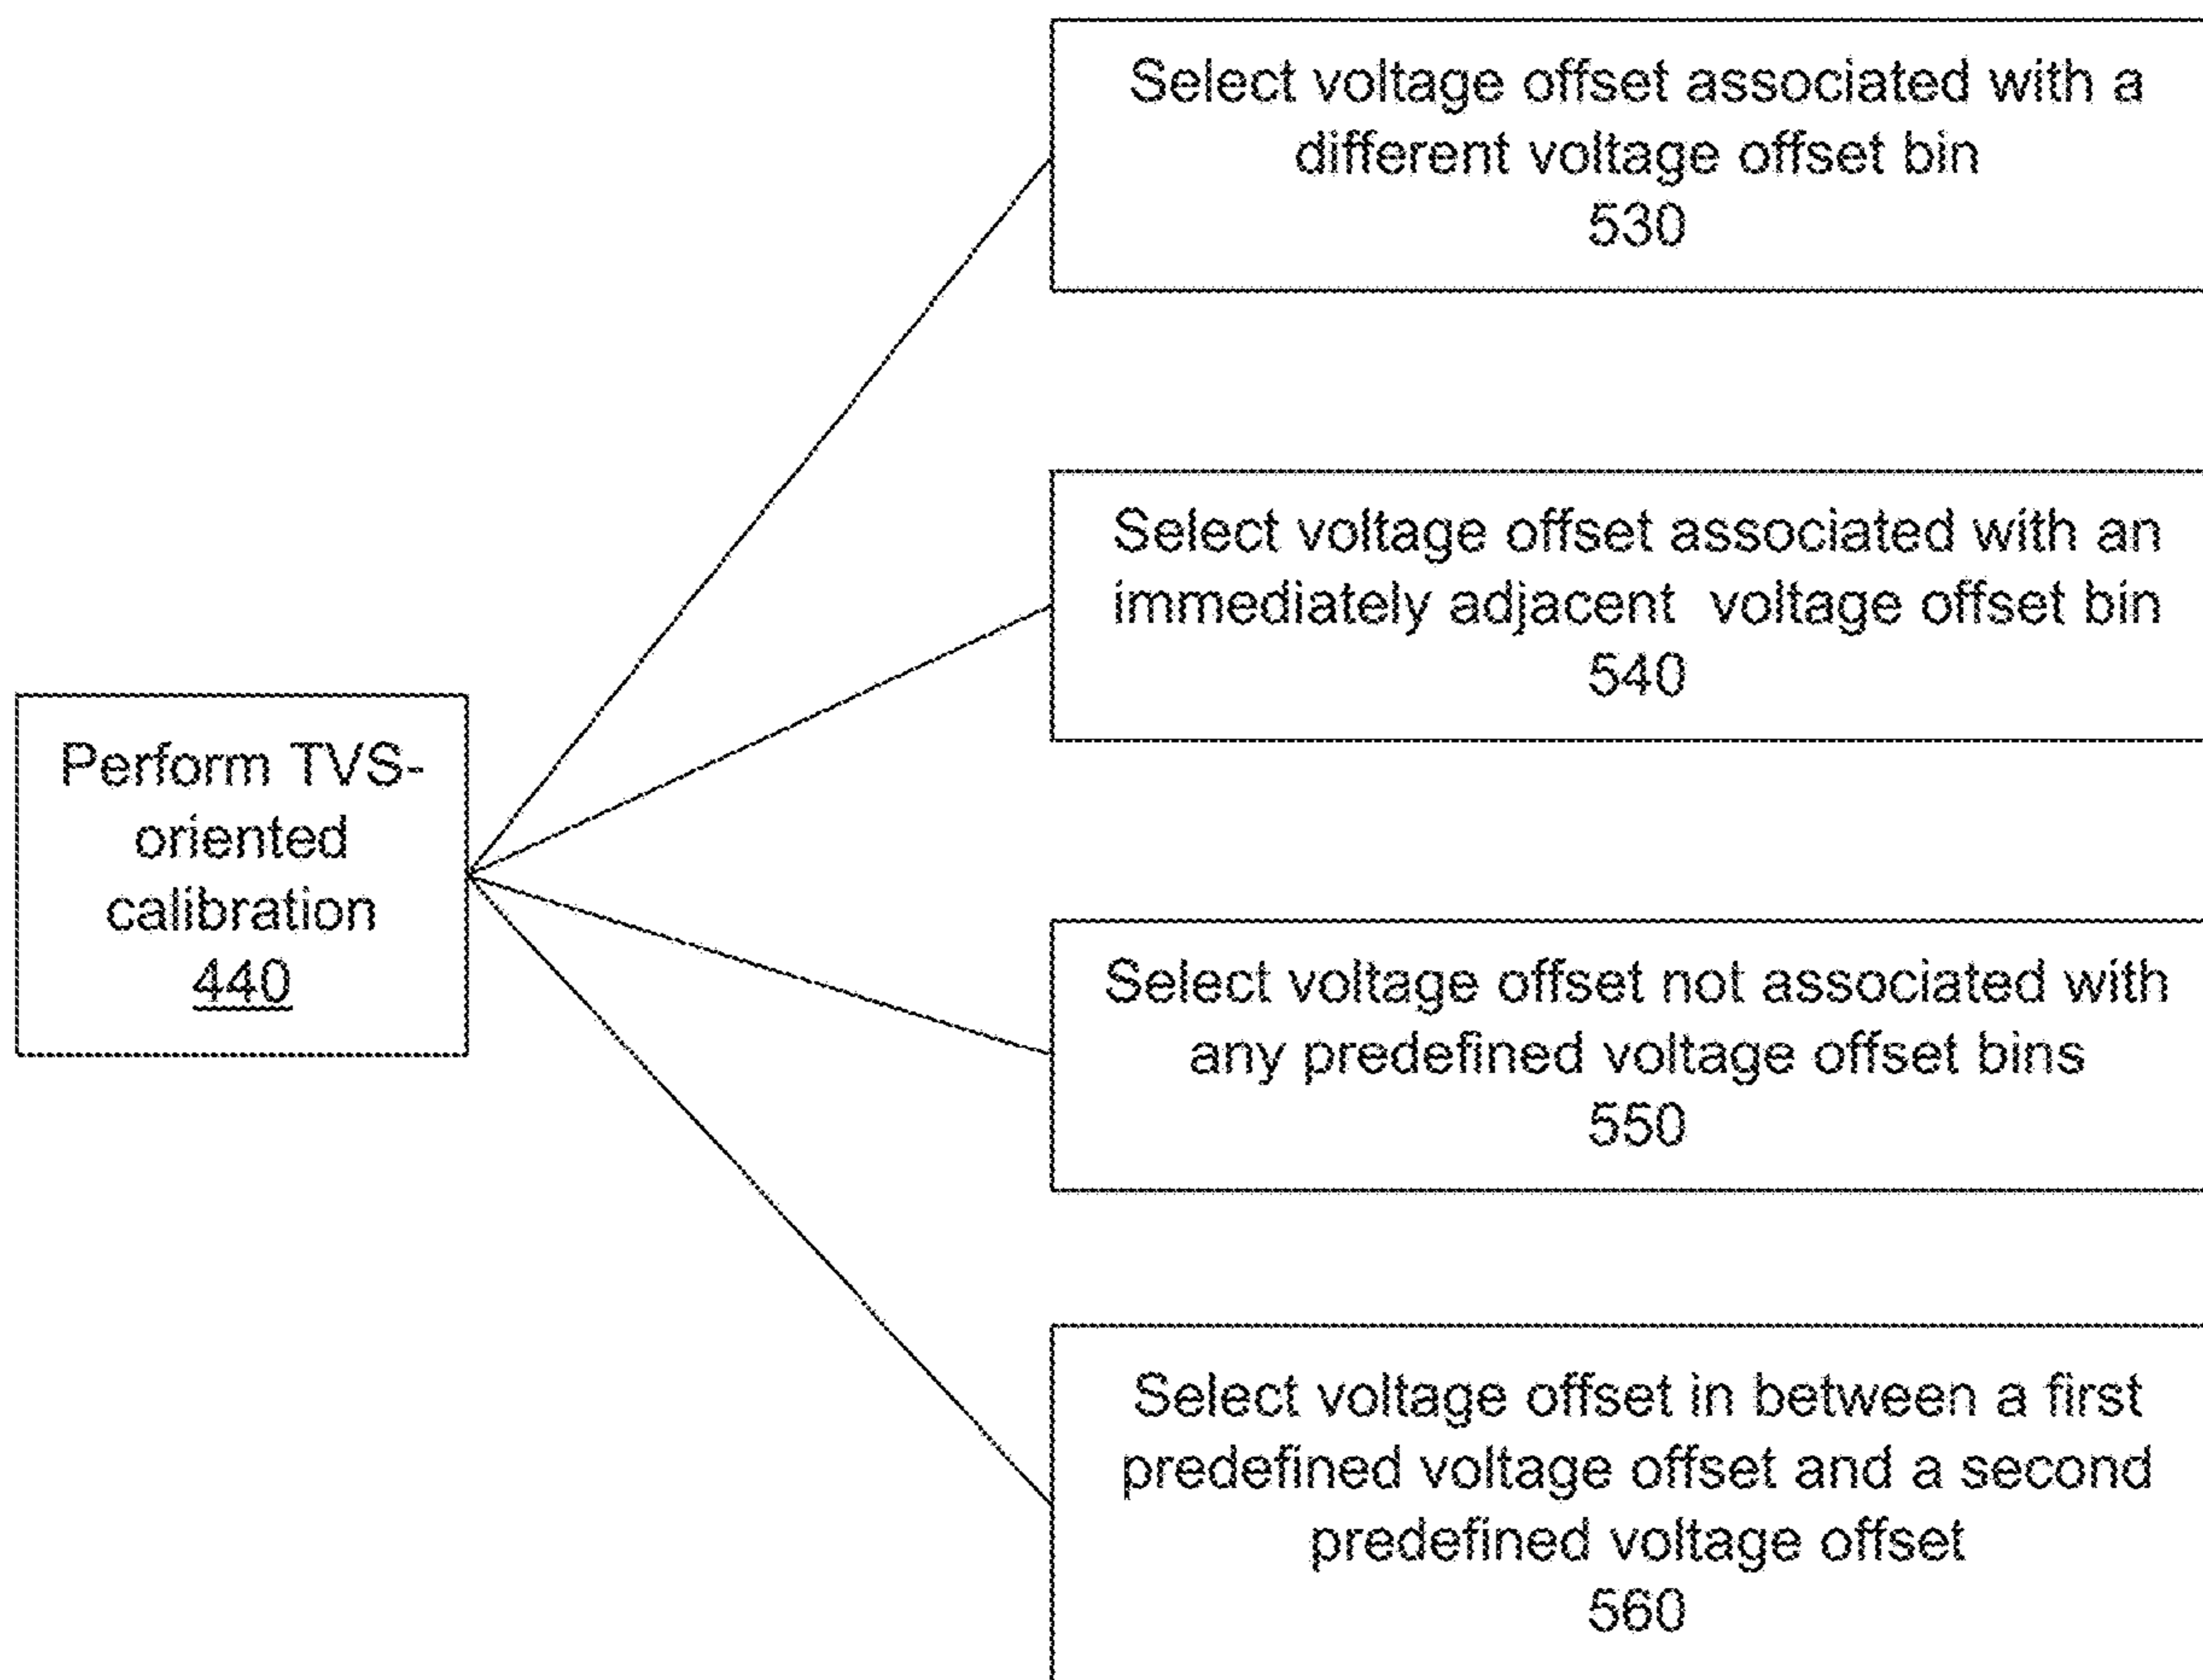 Select voltage offset associated with a
different voltage offset bin
530
Select voltage offset associated with an
immediately adjacent voltage offset bin
540
Perform TVS-
oriented
calibration
440
Select voltage offset not associated with
any predefined voltage offset bins
550
Select voltage offset in between a first
predefined voltage offset and a second
predefined voltage offset
560